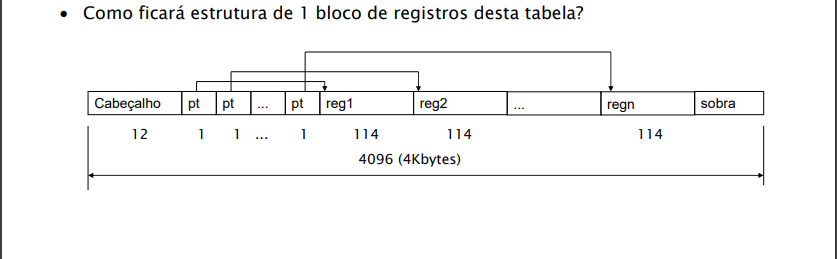 • Como ficará estrutura de 1 bloco de registros desta tabela?
Cabeçalho pt pt ... pt reg1 reg2 ... regn sobra
12 1 1 ... 1 114 114 114
4096 (4Kbytes)